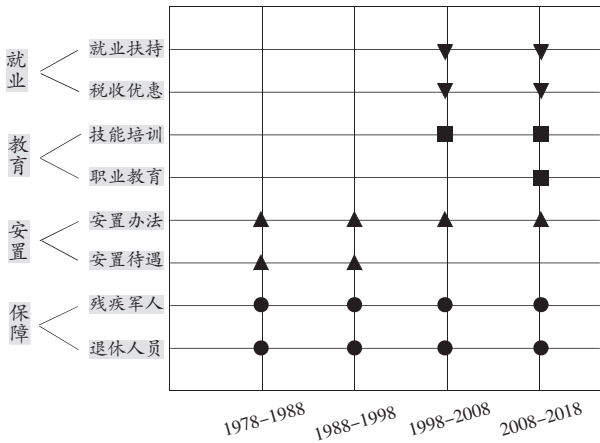 就业
就业扶持
税收优惠
教育
技能培训
职业教育
安置
安置办法
安置待遇
保障
残疾军人
退休人员
1978-1988
1988-1998
1998-2008
2008-2018